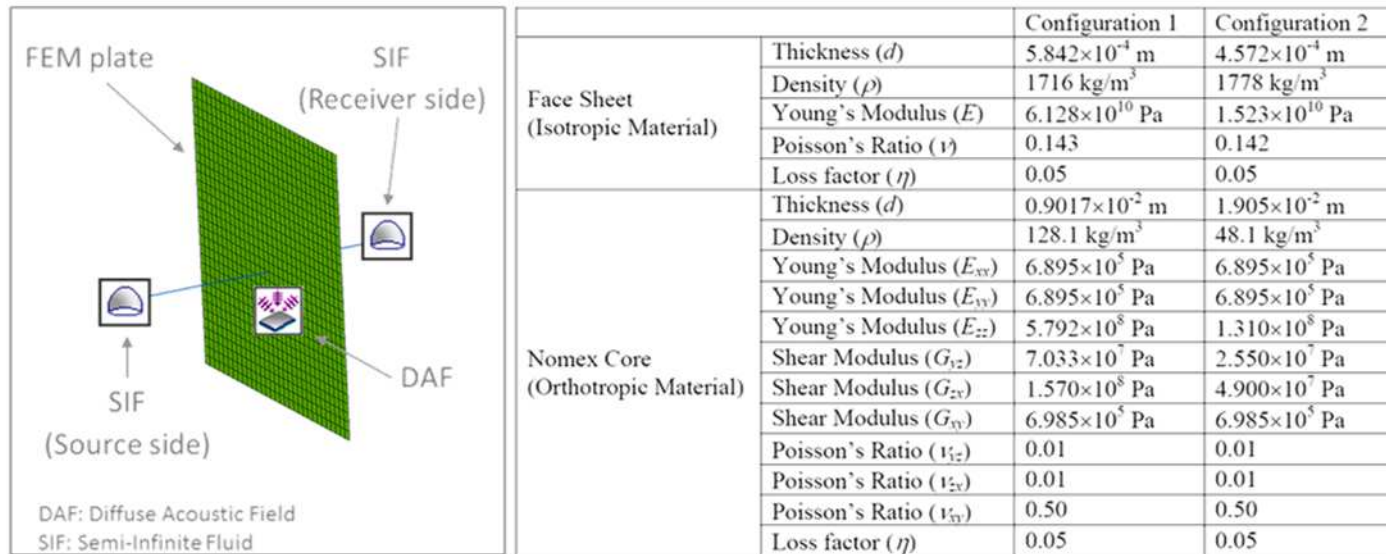 FEM plate
SIF
(Receiver side)
SIF
(Source side)
DAF
DAF: Diffuse Acoustic Field
SIF: Semi-Infinite Fluid
Configuration 1 Configuration 2
Face Sheet
(Isotropic Material)
Thickness (d) 5.842×10⁻⁴ m 4.572×10⁻⁴ m
Density (ρ) 1716 kg/m³ 1778 kg/m³
Young's Modulus (E) 6.128×10¹⁰ Pa 1.523×10¹⁰ Pa
Poisson's Ratio (ν) 0.143 0.142
Loss factor (η) 0.05 0.05
Nomex Core
(Orthotropic Material)
Thickness (d) 0.9017×10⁻² m 1.905×10⁻² m
Density (ρ) 128.1 kg/m³ 48.1 kg/m³
Young's Modulus (Exx) 6.895×10⁵ Pa 6.895×10⁵ Pa
Young's Modulus (Eyy) 6.895×10⁵ Pa 6.895×10⁵ Pa
Young's Modulus (Ezz) 5.792×10⁸ Pa 1.310×10⁸ Pa
Shear Modulus (Gyz) 7.033×10⁷ Pa 2.550×10⁷ Pa
Shear Modulus (Gzx) 1.570×10⁸ Pa 4.900×10⁷ Pa
Shear Modulus (Gxy) 6.985×10⁵ Pa 6.985×10⁵ Pa
Poisson's Ratio (νyz) 0.01 0.01
Poisson's Ratio (νzx) 0.01 0.01
Poisson's Ratio (νxy) 0.50 0.50
Loss factor (η) 0.05 0.05